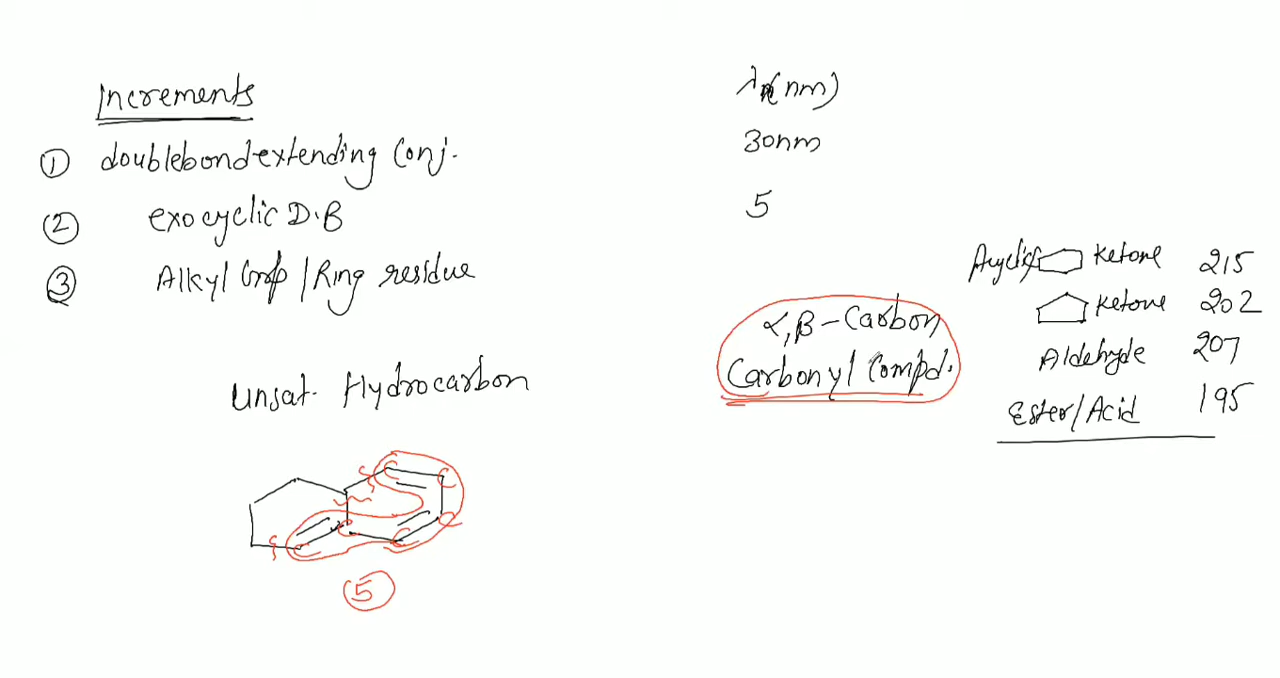 Increments
λ(nm)
① doublebond extending Conj.
30nm
② exocyclic D.B
5
③ Alkyl Grp / Ring residue
Acyclic/ Ketone 215
Ketone 202
Aldehyde 207
Ester/Acid 195
α,β-Carbon
Carbonyl Compd.
Unsat. Hydrocarbon
C C
C C C C
5